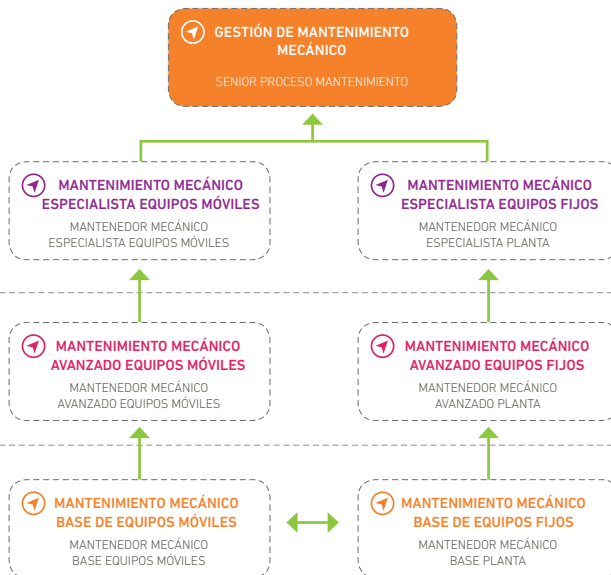 GESTIÓN DE MANTENIMIENTO
MECÁNICO
SENIOR PROCESO MANTENIMIENTO
MANTENIMIENTO MECÁNICO
ESPECIALISTA EQUIPOS MÓVILES
MANTENEDOR MECÁNICO
ESPECIALISTA EQUIPOS MÓVILES
MANTENIMIENTO MECÁNICO
ESPECIALISTA EQUIPOS FIJOS
MANTENEDOR MECÁNICO
ESPECIALISTA PLANTA
MANTENIMIENTO MECÁNICO
AVANZADO EQUIPOS MÓVILES
MANTENEDOR MECÁNICO
AVANZADO EQUIPOS MÓVILES
MANTENIMIENTO MECÁNICO
AVANZADO EQUIPOS FIJOS
MANTENEDOR MECÁNICO
AVANZADO PLANTA
MANTENIMIENTO MECÁNICO
BASE DE EQUIPOS MÓVILES
MANTENEDOR MECÁNICO
BASE EQUIPOS MÓVILES
MANTENIMIENTO MECÁNICO
BASE DE EQUIPOS FIJOS
MANTENEDOR MECÁNICO
BASE PLANTA